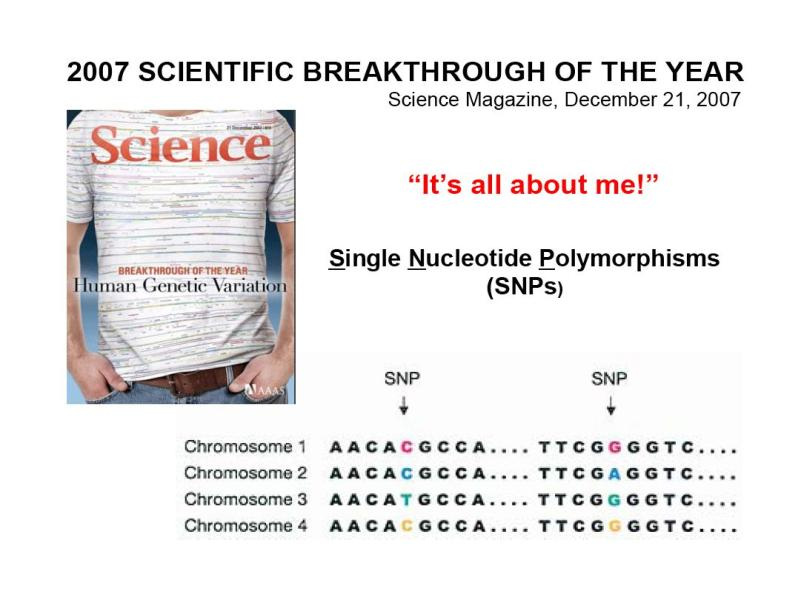 2007 SCIENTIFIC BREAKTHROUGH OF THE YEAR
Science Magazine, December 21, 2007
Science
BREAKTHROUGH OF THE YEAR
Human Genetic Variation
AAAS
“It’s all about me!”
Single Nucleotide Polymorphisms
(SNPs)
SNP SNP
Chromosome 1 AACACGCCA.... TTCGGGGTC....
Chromosome 2 AACACGCCA.... TTCGAGGTC....
Chromosome 3 AACATGCCA.... TTCGGGGTC....
Chromosome 4 AACACGCCA.... TTCGGGGTC....